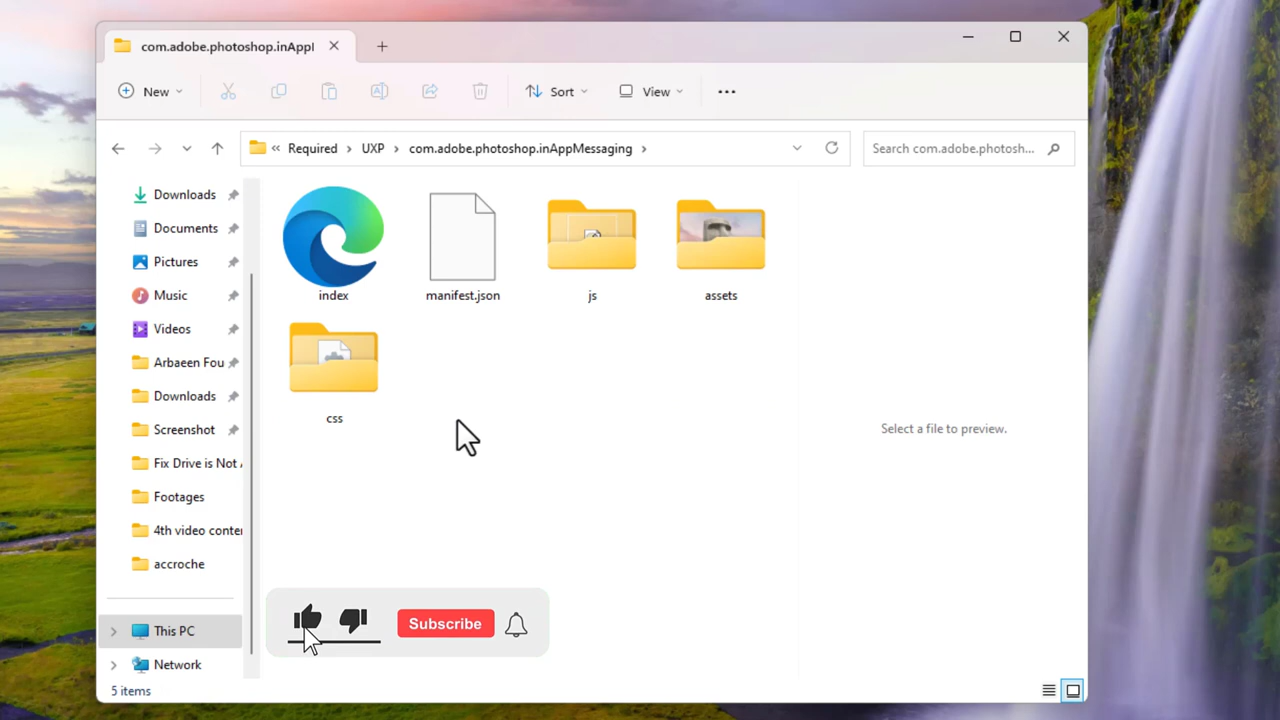 com.adobe.photoshop.inAppl
New
Sort
View
Required
UXP
com.adobe.photoshop.inAppMessaging
Search com.adobe.photosh...
Downloads
Documents
Pictures
Music
Videos
Arbaeen Fou
Downloads
Screenshot
Fix Drive is Not
Footages
4th video conte
accroche
This PC
Network
index
manifest.json
js
assets
css
Select a file to preview.
Subscribe
5 items